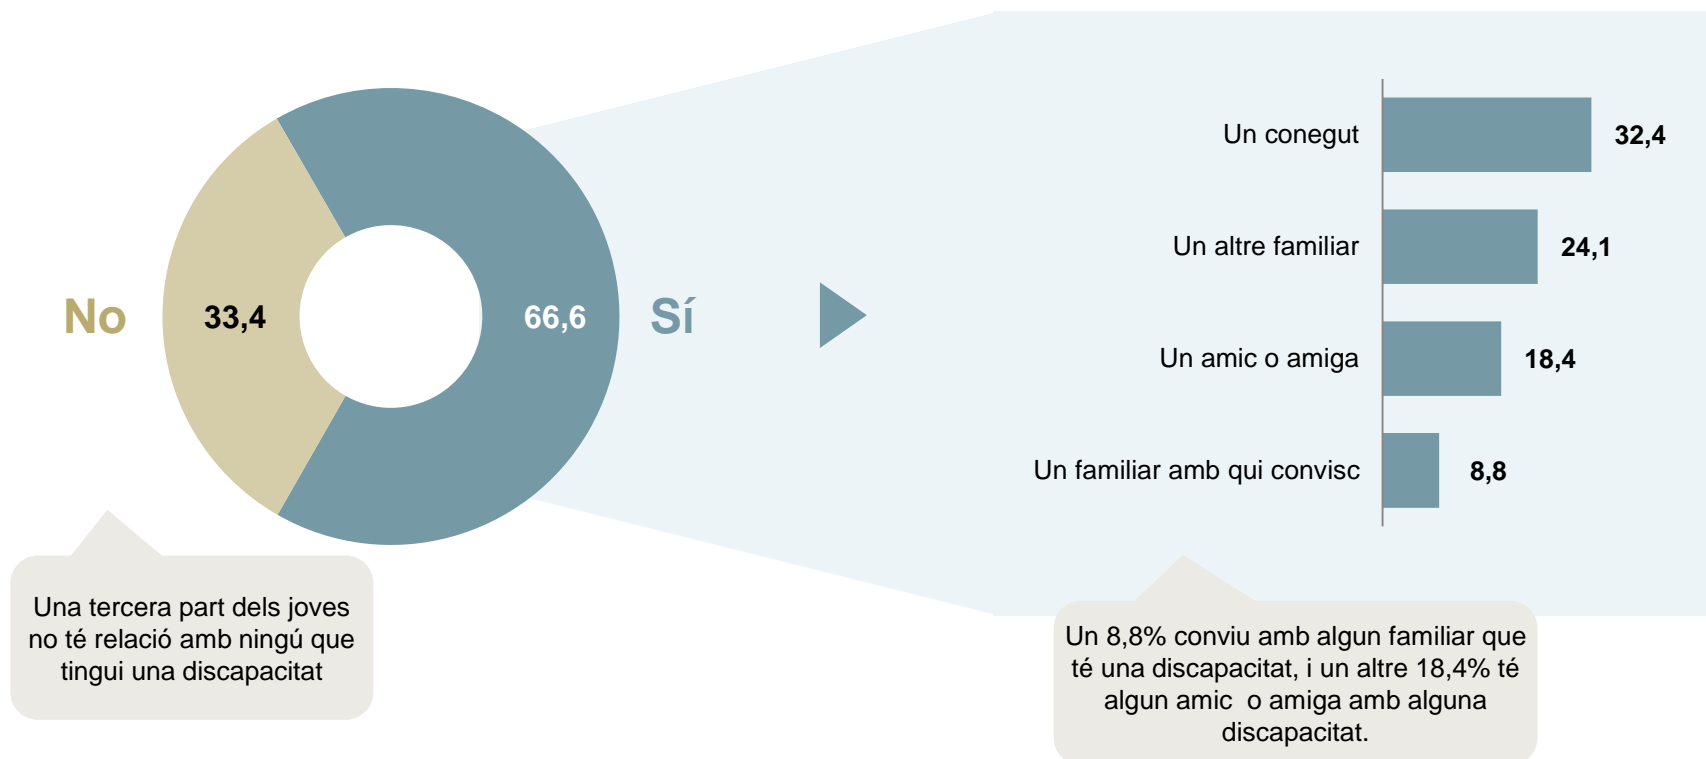 No
33,4
66,6
Sí
Una tercera part dels joves
no té relació amb ningú que
tingui una discapacitat
Un conegut
32,4
Un altre familiar
24,1
Un amic o amiga
18,4
Un familiar amb qui convisc
8,8
Un 8,8% conviu amb algun familiar que
té una discapacitat, i un altre 18,4% té
algun amic  o amiga amb alguna
discapacitat.